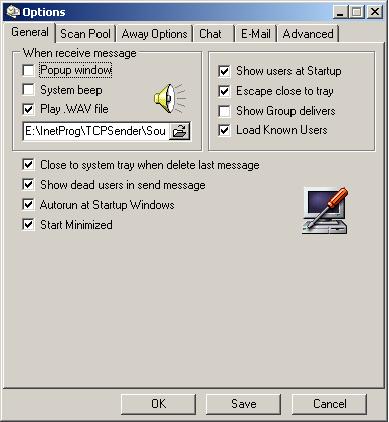 Options
General Scan Pool Away Options Chat E-Mail Advanced
When receive message
Popup window
System beep
Play .WAV file
E:\InetProg\TCPSender\Sou
Show users at Startup
Escape close to tray
Show Group delivers
Load Known Users
Close to system tray when delete last message
Show dead users in send message
Autorun at Startup Windows
Start Minimized
OK Save Cancel